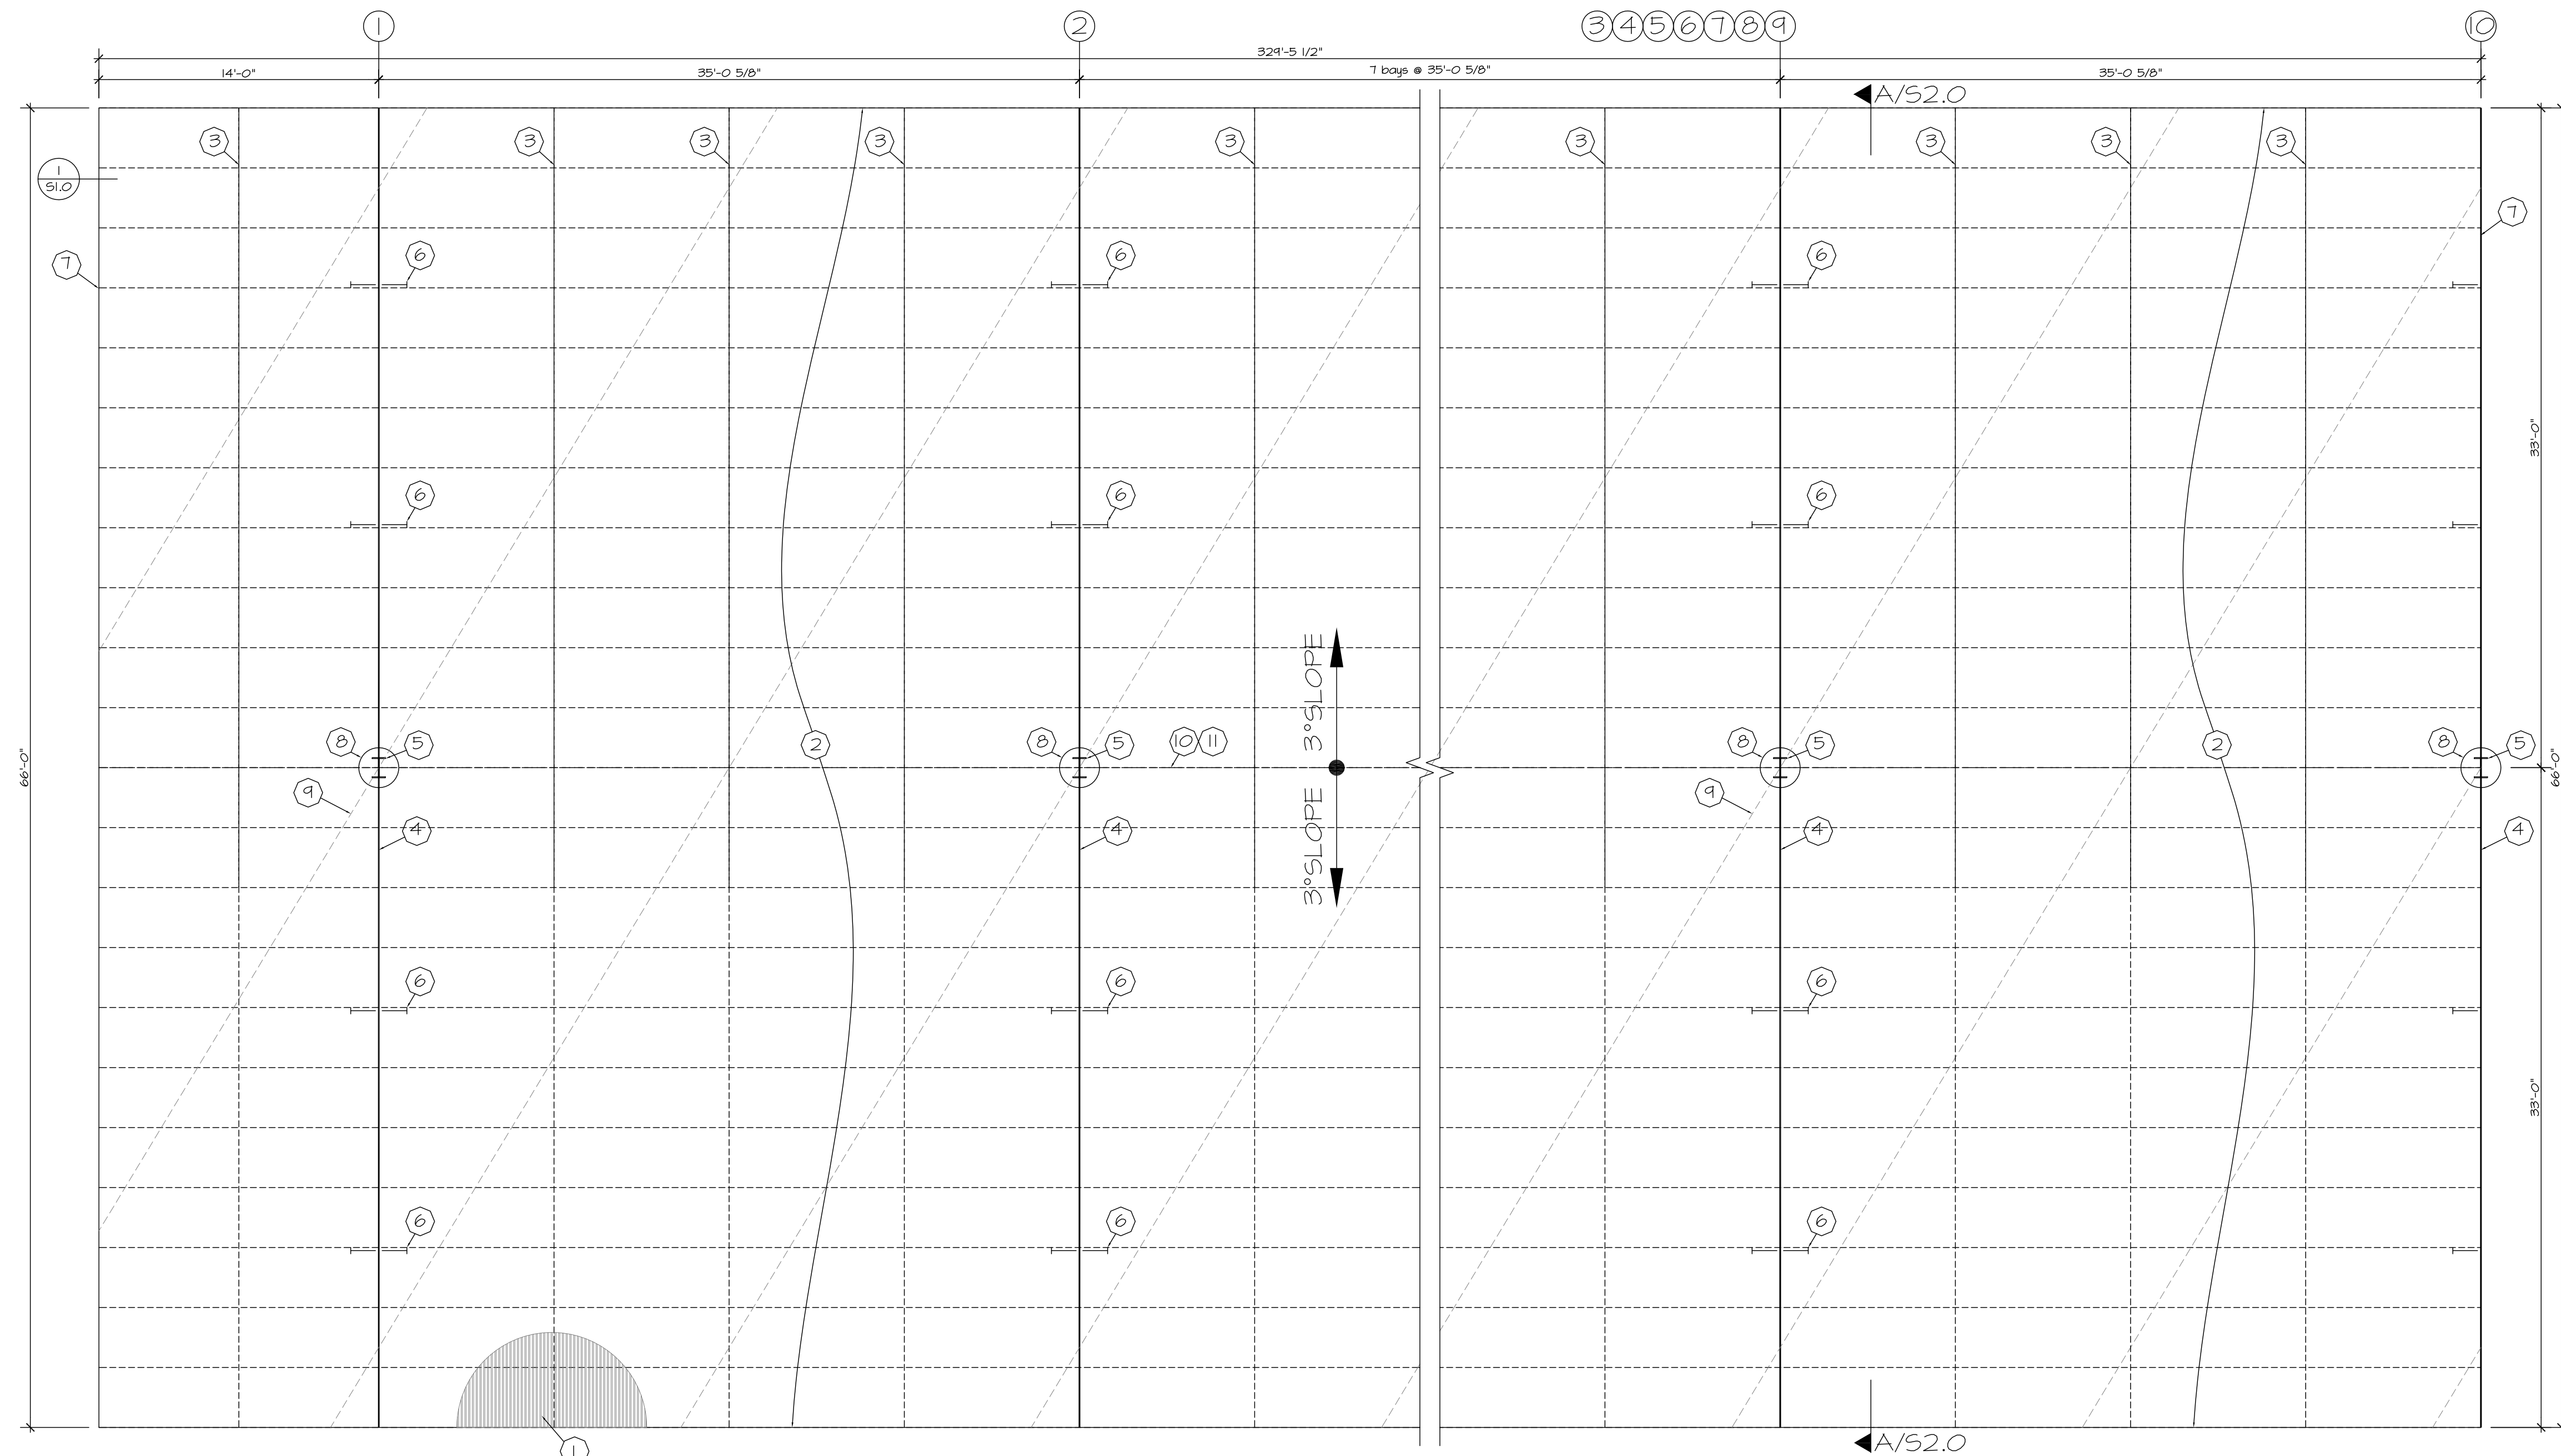 1 2 3 4 5 6 7 8 9 10
329'-5 1/2"
14'-0" 35'-0 5/8" 7 bays @ 35'-0 5/8" 35'-0 5/8"
A/S2.0
3 3 3 3 3 3 3 3 3
1
S1.0
7
7
6 6 6
33'-0"
6 6 6
3° SLOPE
8 5 2 8 5 10 11 8 5 2 8 5
66'-0"
66'-0"
9 9
4 4 4 4
3° SLOPE
6 6 6
33'-0"
6 6 6
1
A/S2.0